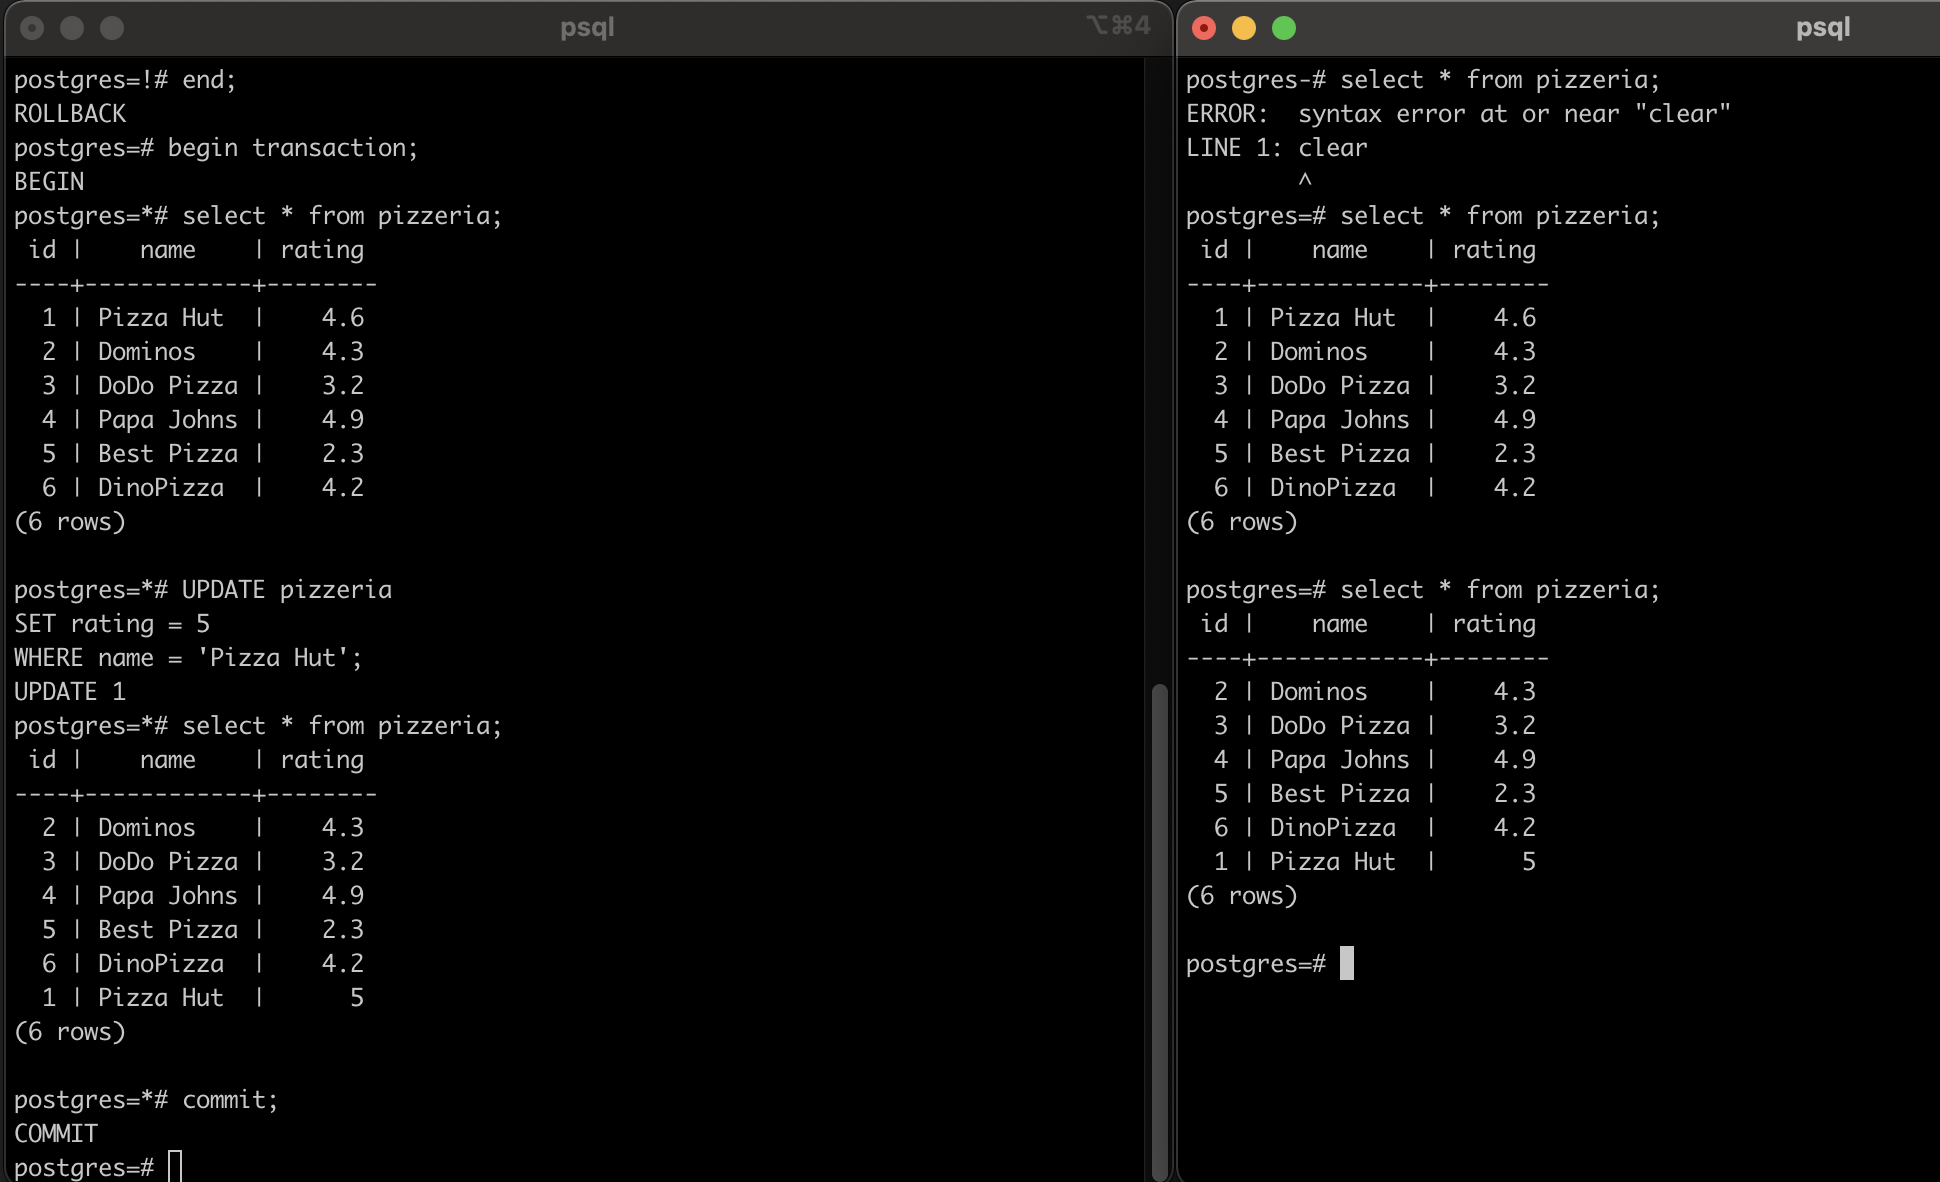 psql
⌥⌘4
postgres=!# end;
ROLLBACK
postgres=# begin transaction;
BEGIN
postgres=*# select * from pizzeria;
 id |    name    | rating
----+------------+--------
  1 | Pizza Hut  |    4.6
  2 | Dominos    |    4.3
  3 | DoDo Pizza |    3.2
  4 | Papa Johns |    4.9
  5 | Best Pizza |    2.3
  6 | DinoPizza  |    4.2
(6 rows)

postgres=*# UPDATE pizzeria
SET rating = 5
WHERE name = 'Pizza Hut';
UPDATE 1
postgres=*# select * from pizzeria;
 id |    name    | rating
----+------------+--------
  2 | Dominos    |    4.3
  3 | DoDo Pizza |    3.2
  4 | Papa Johns |    4.9
  5 | Best Pizza |    2.3
  6 | DinoPizza  |    4.2
  1 | Pizza Hut  |      5
(6 rows)

postgres=*# commit;
COMMIT
postgres=#
psql
postgres-# select * from pizzeria;
ERROR:  syntax error at or near "clear"
LINE 1: clear
        ^
postgres=# select * from pizzeria;
 id |    name    | rating
----+------------+--------
  1 | Pizza Hut  |    4.6
  2 | Dominos    |    4.3
  3 | DoDo Pizza |    3.2
  4 | Papa Johns |    4.9
  5 | Best Pizza |    2.3
  6 | DinoPizza  |    4.2
(6 rows)

postgres=# select * from pizzeria;
 id |    name    | rating
----+------------+--------
  2 | Dominos    |    4.3
  3 | DoDo Pizza |    3.2
  4 | Papa Johns |    4.9
  5 | Best Pizza |    2.3
  6 | DinoPizza  |    4.2
  1 | Pizza Hut  |      5
(6 rows)

postgres=#